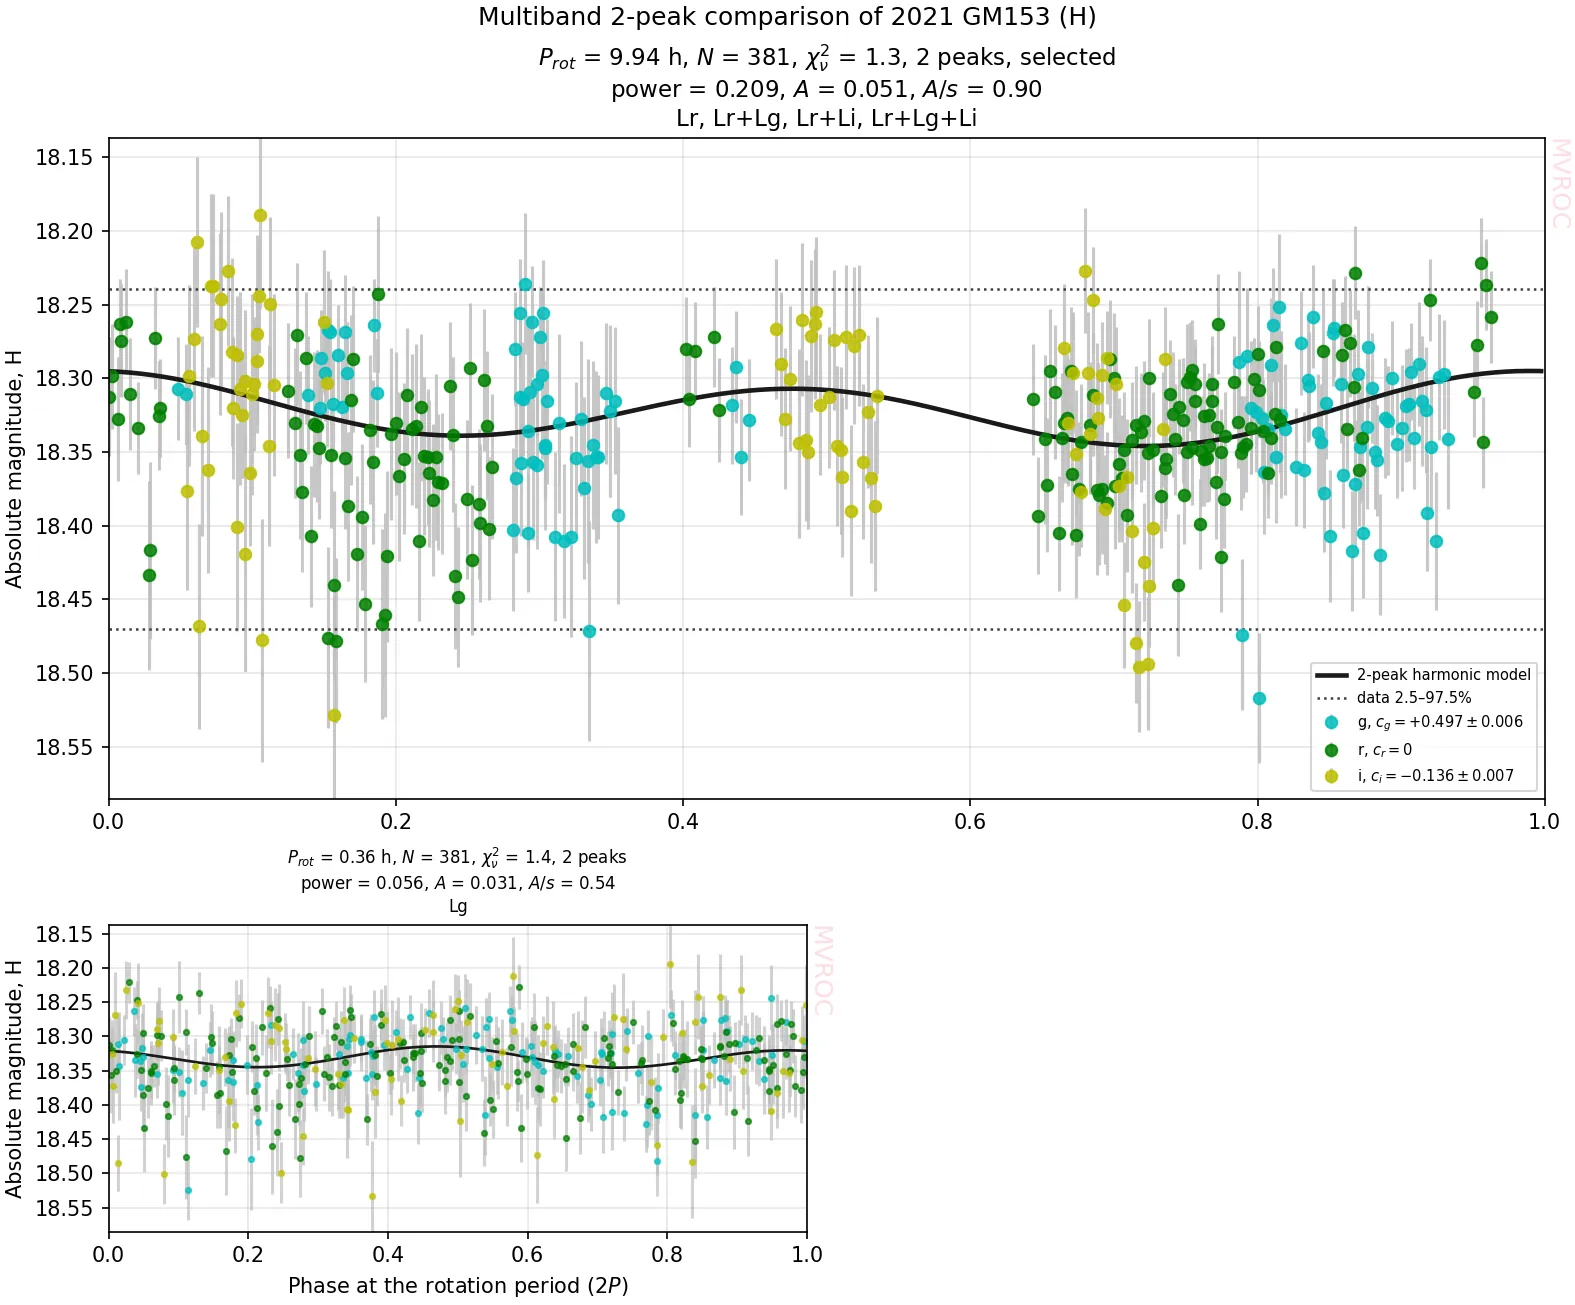 Multiband 2-peak comparison of 2021 GM153 (H)
P_rot = 9.94 h, N = 381, χ²_ν = 1.3, 2 peaks, selected
power = 0.209, A = 0.051, A/s = 0.90
Lr, Lr+Lg, Lr+Li, Lr+Lg+Li
Absolute magnitude, H
18.15
18.20
18.25
18.30
18.35
18.40
18.45
18.50
18.55
MVROC
2-peak harmonic model
data 2.5–97.5%
g, c_g = +0.497 ± 0.006
r, c_r = 0
i, c_i = −0.136 ± 0.007
0.0 0.2 0.4 0.6 0.8 1.0
P_rot = 0.36 h, N = 381, χ²_ν = 1.4, 2 peaks
power = 0.056, A = 0.031, A/s = 0.54
Lg
Absolute magnitude, H
18.15
18.20
18.25
18.30
18.35
18.40
18.45
18.50
18.55
MVROC
0.0 0.2 0.4 0.6 0.8 1.0
Phase at the rotation period (2P)